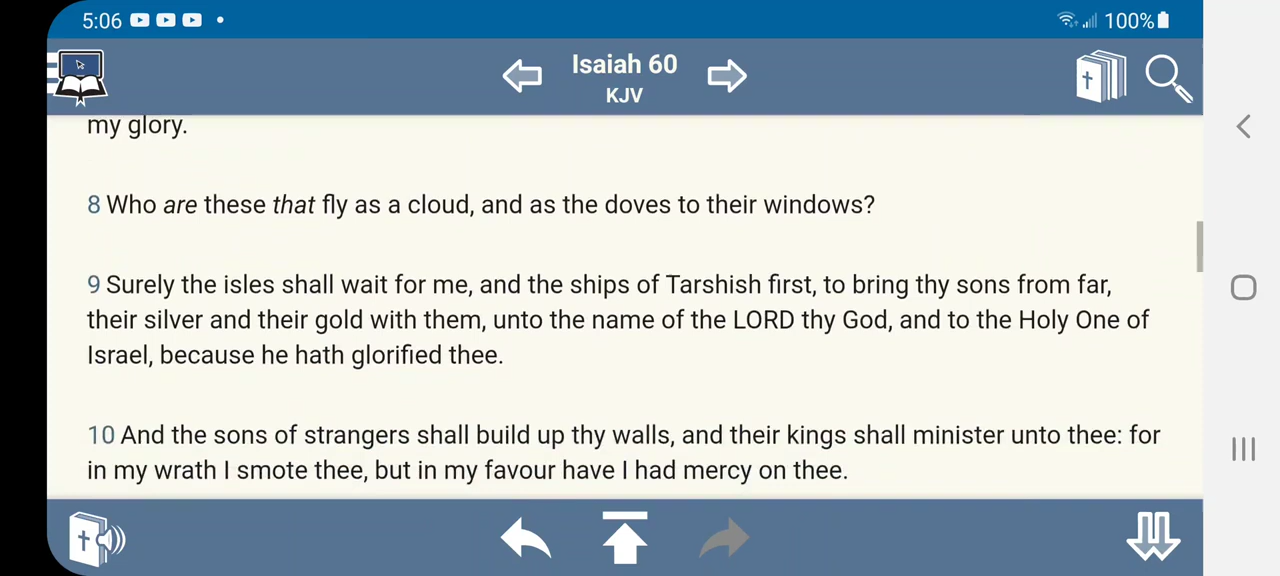 5:06
100%
Isaiah 60
KJV
my glory.
8 Who are these that fly as a cloud, and as the doves to their windows?
9 Surely the isles shall wait for me, and the ships of Tarshish first, to bring thy sons from far,
their silver and their gold with them, unto the name of the LORD thy God, and to the Holy One of
Israel, because he hath glorified thee.
10 And the sons of strangers shall build up thy walls, and their kings shall minister unto thee: for
in my wrath I smote thee, but in my favour have I had mercy on thee.